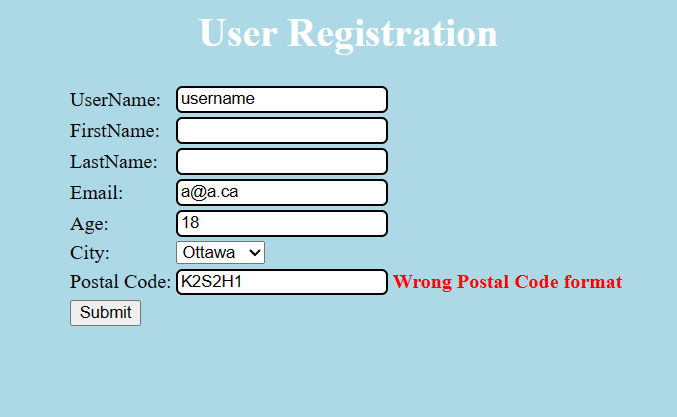 User Registration
UserName: username
FirstName:
LastName:
Email: a@a.ca
Age: 18
City: Ottawa
Postal Code: K2S2H1 Wrong Postal Code format
Submit